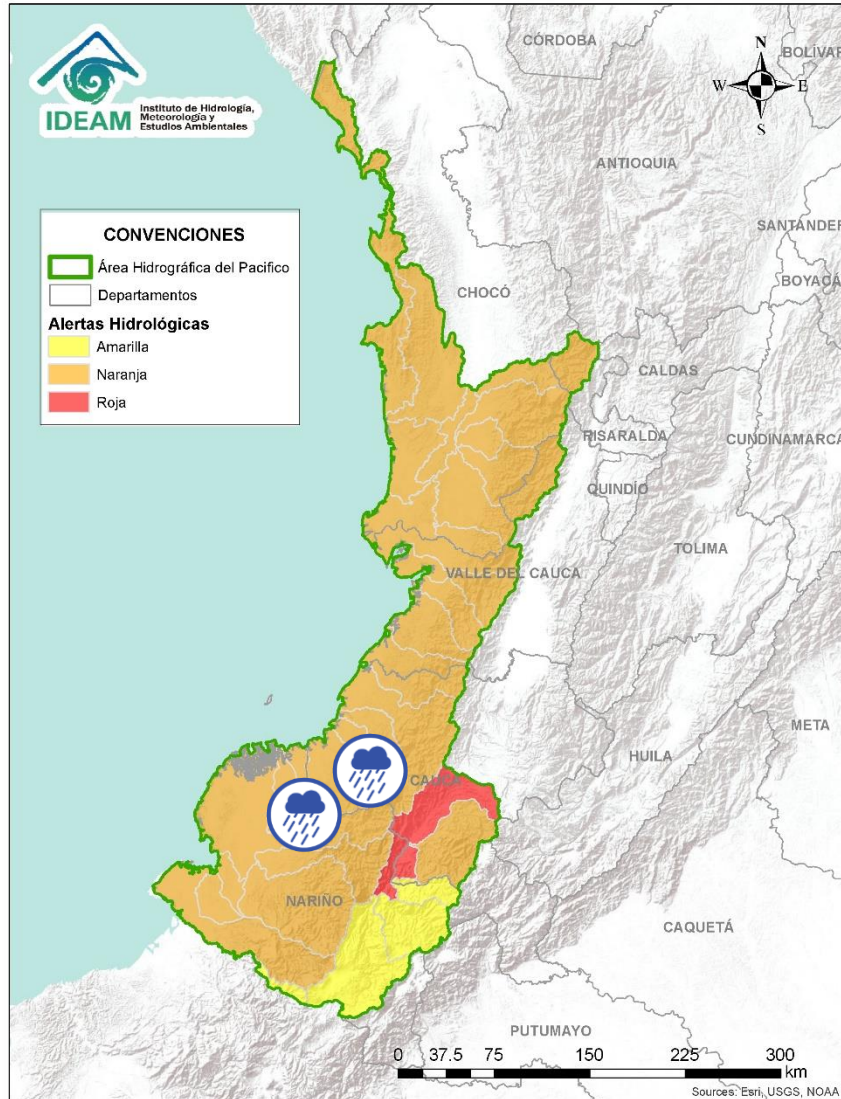 IDEAM
Instituto de Hidrología,
Meteorología y
Estudios Ambientales
CONVENCIONES
Área Hidrográfica del Pacifico
Departamentos
Alertas Hidrológicas
Amarilla
Naranja
Roja
N
W
E
S
CÓRDOBA
BOLÍVAR
ANTIOQUIA
SANTANDER
BOYACÁ
CHOCÓ
CALDAS
RISARALDA
CUNDINAMARCA
QUINDÍO
TOLIMA
VALLE DEL CAUCA
META
HUILA
CAUCA
NARIÑO
CAQUETÁ
PUTUMAYO
0 37.5 75 150 225 300
km
Sources: Esri, USGS, NOAA